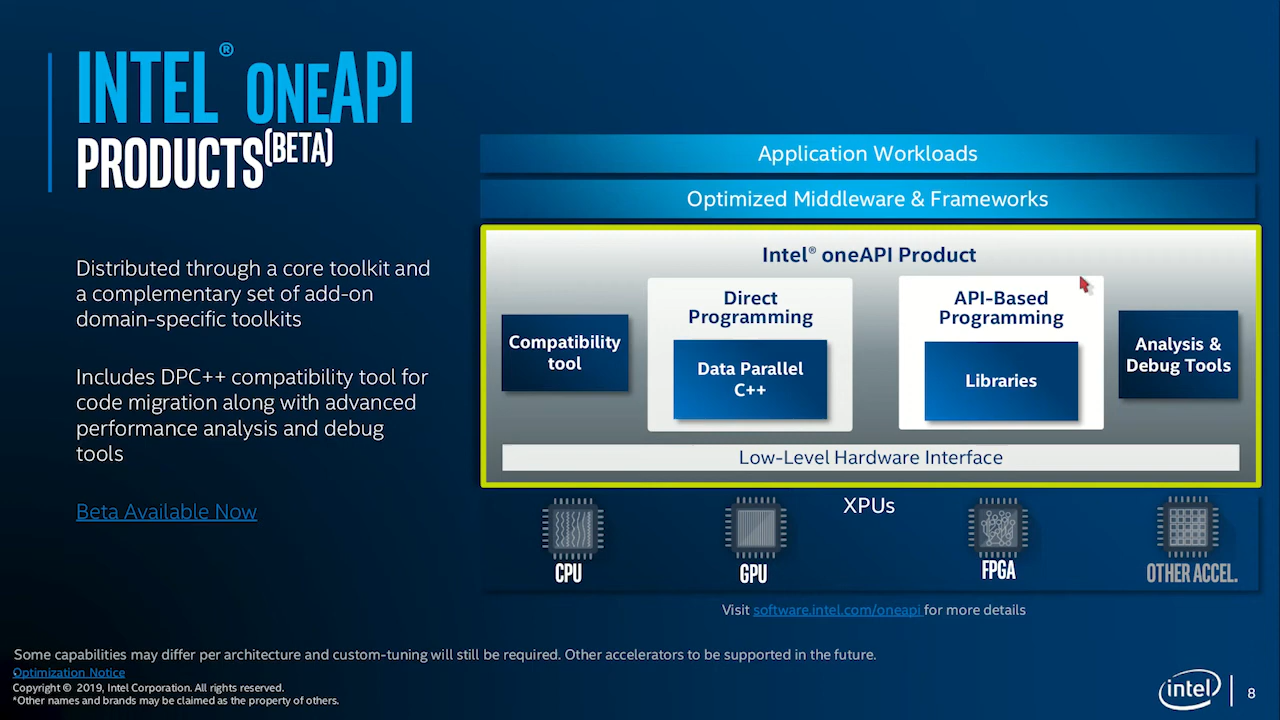 INTEL® ONEAPI
PRODUCTS(BETA)
Distributed through a core toolkit and
a complementary set of add-on
domain-specific toolkits
Includes DPC++ compatibility tool for
code migration along with advanced
performance analysis and debug
tools
Beta Available Now
Application Workloads
Optimized Middleware & Frameworks
Intel® oneAPI Product
Compatibility
tool
Direct
Programming
Data Parallel
C++
API-Based
Programming
Libraries
Analysis &
Debug Tools
Low-Level Hardware Interface
XPUs
CPU
GPU
FPGA
OTHER ACCEL.
Visit software.intel.com/oneapi for more details
Some capabilities may differ per architecture and custom-tuning will still be required. Other accelerators to be supported in the future.
Optimization Notice
Copyright © 2019, Intel Corporation. All rights reserved.
*Other names and brands may be claimed as the property of others.
intel
8